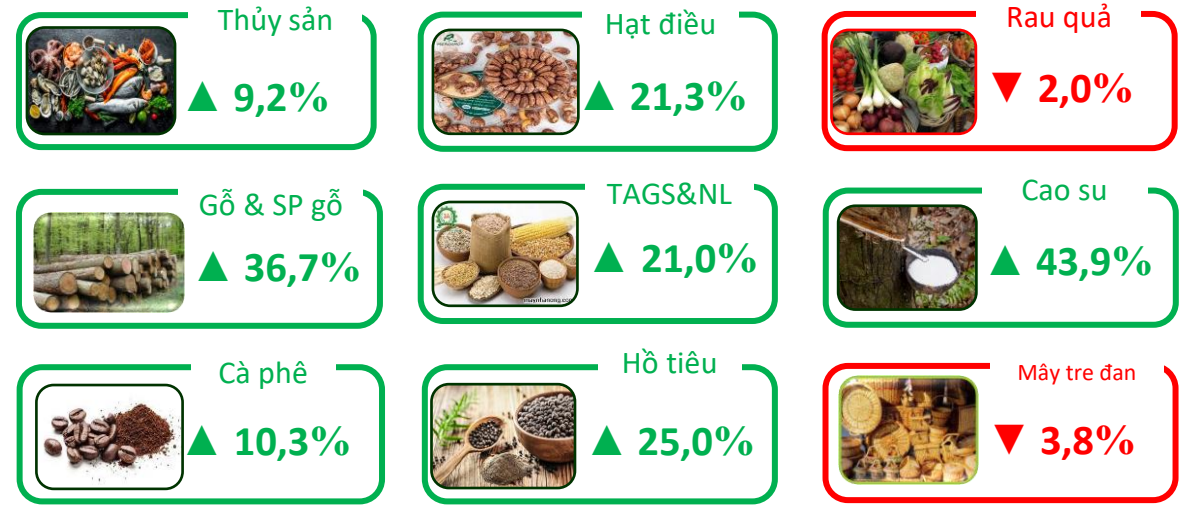 Thủy sản
▲ 9,2%
Hạt điều
▲ 21,3%
Rau quả
▼ 2,0%
Gỗ & SP gỗ
▲ 36,7%
TAGS&NL
▲ 21,0%
Cao su
▲ 43,9%
Cà phê
▲ 10,3%
Hồ tiêu
▲ 25,0%
Mây tre đan
▼ 3,8%